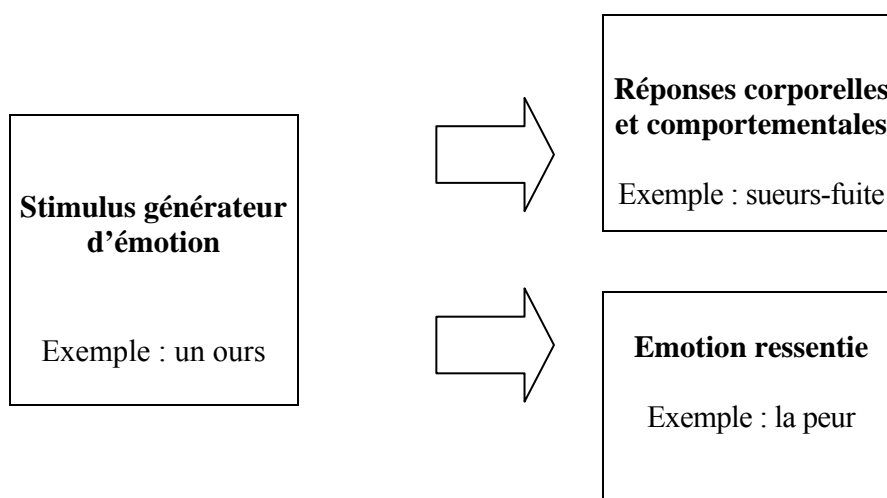 Stimulus générateur
d’émotion
Exemple : un ours
Réponses corporelles
et comportementales
Exemple : sueurs-fuite
Emotion ressentie
Exemple : la peur